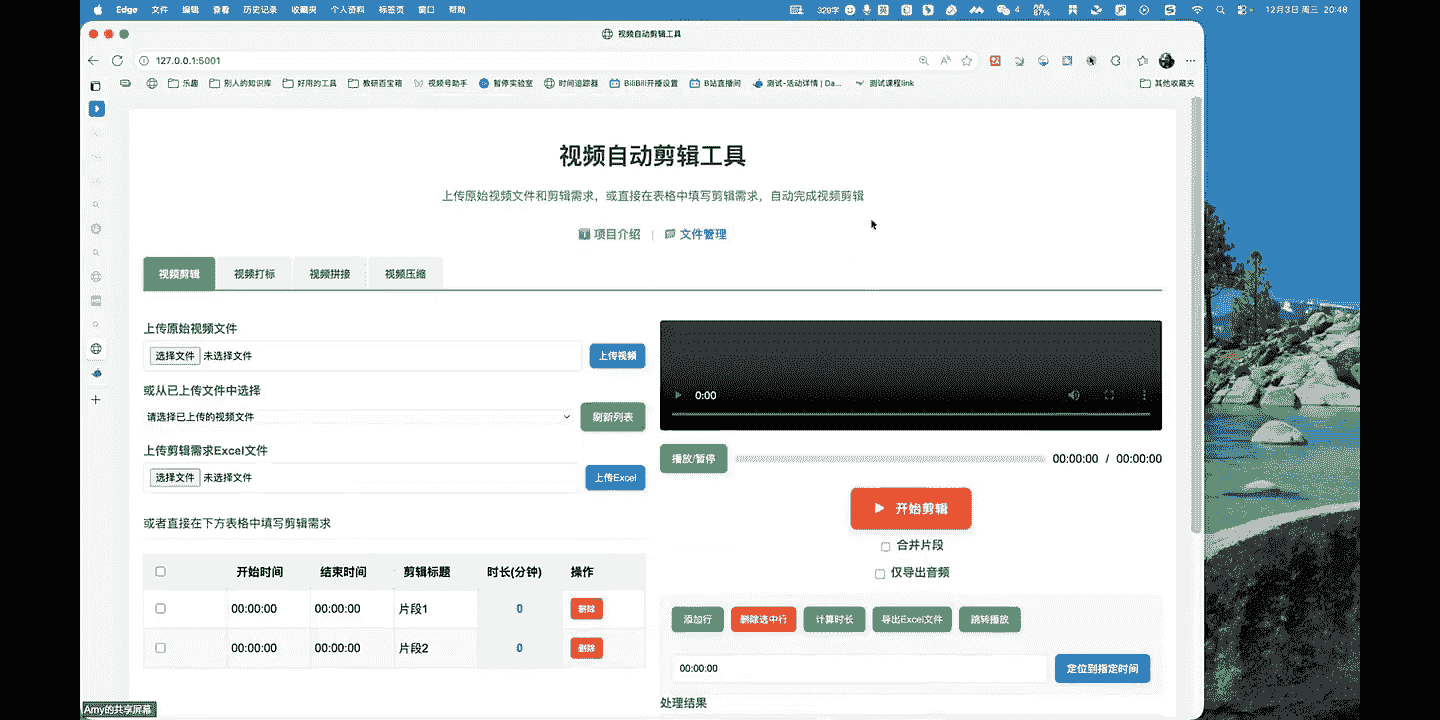 Edge 文件 编辑 查看 历史记录 收藏夹 个人资料 标签页 窗口 帮助 329字 英 4 87% 12月3日 周三 20:48
视频自动剪辑工具
127.0.0.1:5001
乐趣 别人的知识库 好用的工具 教研百宝箱 视频号助手 暂停实验室 时间追踪器 BiliBili开播设置 B站直播间 测试-活动详情 | Da... 测试课程link 其他收藏夹
视频自动剪辑工具
上传原始视频文件和剪辑需求，或直接在表格中填写剪辑需求，自动完成视频剪辑
项目介绍 | 文件管理
视频剪辑 视频打标 视频拼接 视频压缩
上传原始视频文件
选择文件 未选择文件 上传视频
或从已上传文件中选择
请选择已上传的视频文件 刷新列表
上传剪辑需求Excel文件
选择文件 未选择文件 上传Excel
或者直接在下方表格中填写剪辑需求
开始时间 结束时间 剪辑标题 时长(分钟) 操作
00:00:00 00:00:00 片段1 0 删除
00:00:00 00:00:00 片段2 0 删除
0:00
播放/暂停 00:00:00 / 00:00:00
开始剪辑
合并片段
仅导出音频
添加行 删除选中行 计算时长 导出Excel文件 跳转播放
00:00:00 定位到指定时间
处理结果
Amy的共享屏幕